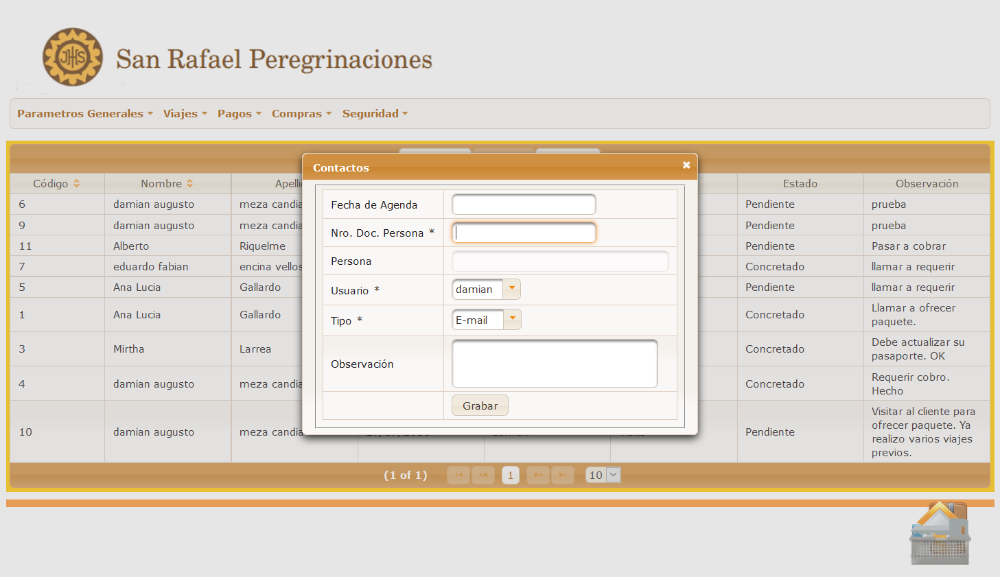 JHS
San Rafael Peregrinaciones
Parametros Generales Viajes Pagos Compras Seguridad
Contactos
Fecha de Agenda
Nro. Doc. Persona *
Persona
Usuario * damian
Tipo * E-mail
Observación
Grabar
Código Nombre Estado Observación
6 damian augusto meza candia Pendiente prueba
9 damian augusto meza candia Pendiente prueba
11 Alberto Riquelme Pendiente Pasar a cobrar
7 eduardo fabian encina vellos Concretado llamar a requerir
5 Ana Lucia Gallardo Pendiente llamar a requerir
1 Ana Lucia Gallardo Concretado Llamar a ofrecer
paquete.
3 Mirtha Larrea Concretado Debe actualizar su
pasaporte. OK
4 damian augusto meza candia Concretado Requerir cobro.
Hecho
10 damian augusto meza candia Pendiente Visitar al cliente para
ofrecer paquete. Ya
realizo varios viajes
previos.
(1 of 1) 1 10